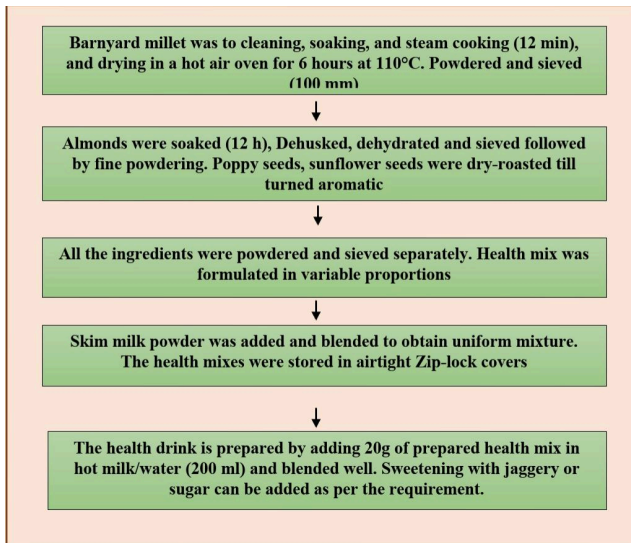 Barnyard millet was to cleaning, soaking, and steam cooking (12 min),
and drying in a hot air oven for 6 hours at 110°C. Powdered and sieved
(100 mm)
Almonds were soaked (12 h), Dehusked, dehydrated and sieved followed
by fine powdering. Poppy seeds, sunflower seeds were dry-roasted till
turned aromatic
All the ingredients were powdered and sieved separately. Health mix was
formulated in variable proportions
Skim milk powder was added and blended to obtain uniform mixture.
The health mixes were stored in airtight Zip-lock covers
The health drink is prepared by adding 20g of prepared health mix in
hot milk/water (200 ml) and blended well. Sweetening with jaggery or
sugar can be added as per the requirement.